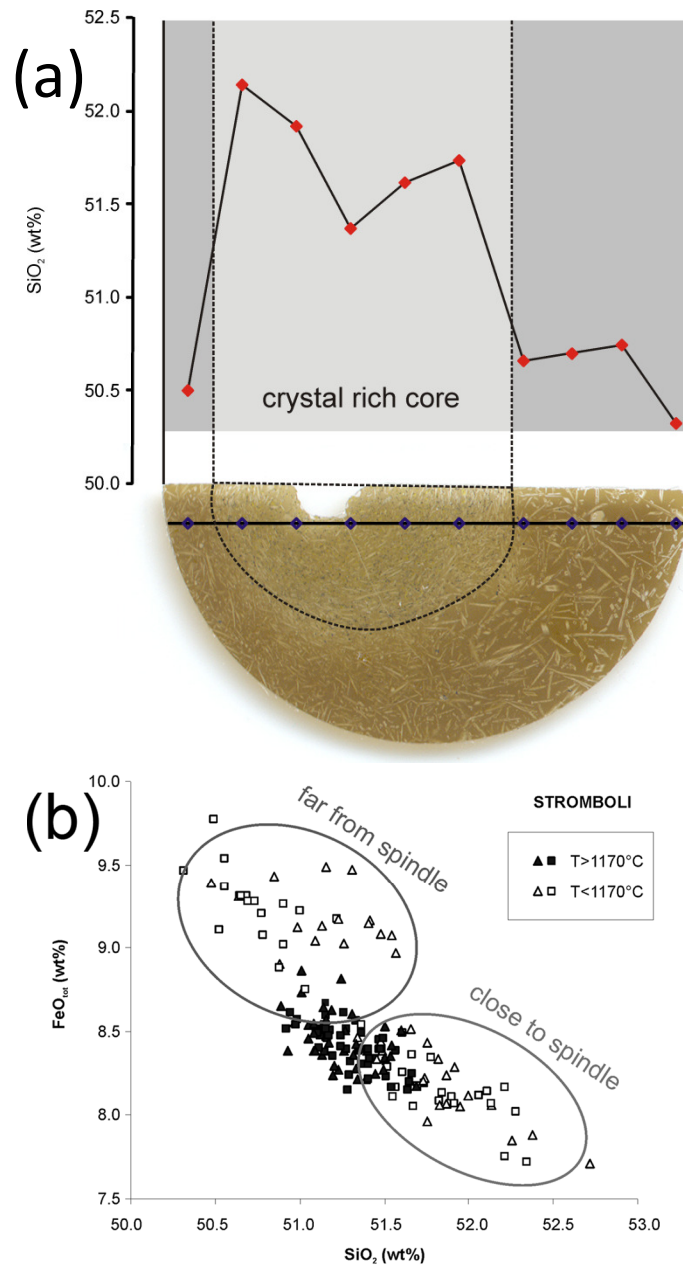 (a)
52.5
52.0
51.5
51.0
50.5
50.0
SiO₂ (wt%)
crystal rich core
(b)
10.0
9.5
9.0
8.5
8.0
7.5
FeOtot (wt%)
far from spindle
close to spindle
STROMBOLI
T>1170°C
T<1170°C
50.0 50.5 51.0 51.5 52.0 52.5 53.0
SiO₂ (wt%)